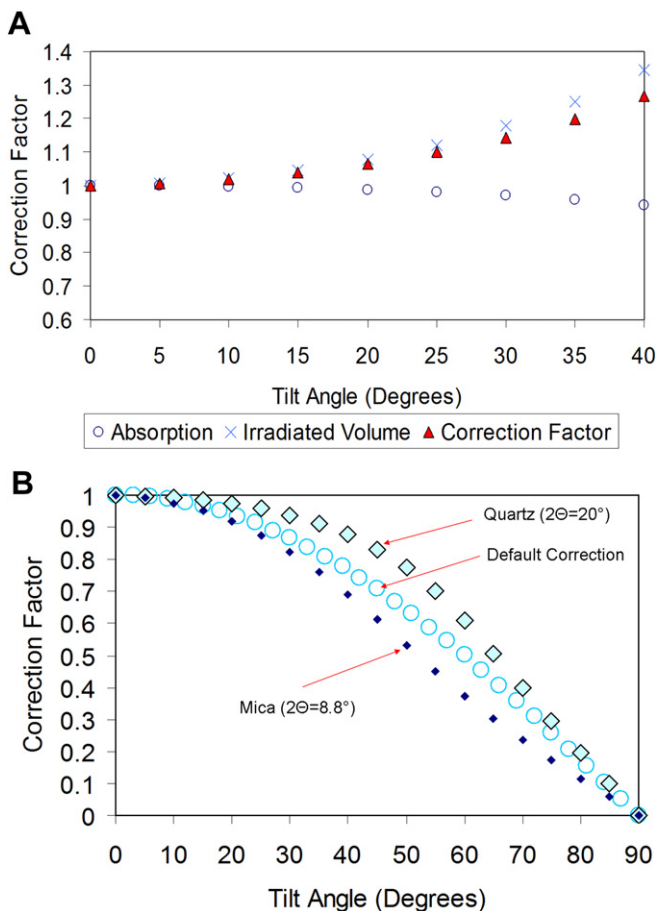 A
1.4
1.3
1.2
1.1
1
0.9
0.8
0.7
0.6
Correction Factor
0 5 10 15 20 25 30 35 40
Tilt Angle (Degrees)
Absorption Irradiated Volume Correction Factor
B
1
0.9
0.8
0.7
0.6
0.5
0.4
0.3
0.2
0.1
0
Correction Factor
Quartz (2Θ=20°)
Default Correction
Mica (2Θ=8.8°)
0 10 20 30 40 50 60 70 80 90
Tilt Angle (Degrees)